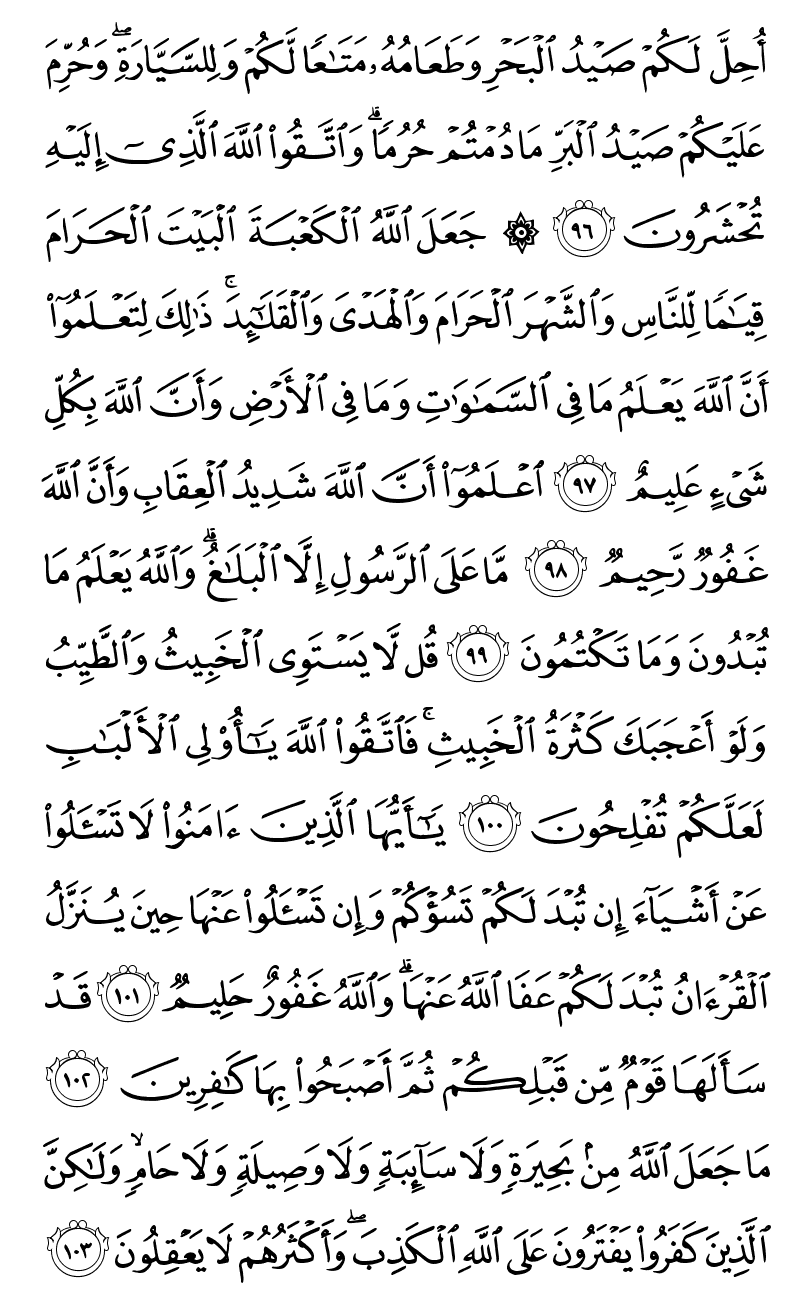 أُحِلَّ لَكُمۡ صَيۡدُ ٱلۡبَحۡرِ وَطَعَامُهُۥ مَتَٰعٗا لَّكُمۡ وَلِلسَّيَّارَةِۖ وَحُرِّمَ
عَلَيۡكُمۡ صَيۡدُ ٱلۡبَرِّ مَا دُمۡتُمۡ حُرُمٗاۗ وَٱتَّقُواْ ٱللَّهَ ٱلَّذِيٓ إِلَيۡهِ
تُحۡشَرُونَ ٩٦ ۞ جَعَلَ ٱللَّهُ ٱلۡكَعۡبَةَ ٱلۡبَيۡتَ ٱلۡحَرَامَ
قِيَٰمٗا لِّلنَّاسِ وَٱلشَّهۡرَ ٱلۡحَرَامَ وَٱلۡهَدۡيَ وَٱلۡقَلَٰٓئِدَۚ ذَٰلِكَ لِتَعۡلَمُوٓاْ
أَنَّ ٱللَّهَ يَعۡلَمُ مَا فِي ٱلسَّمَٰوَٰتِ وَمَا فِي ٱلۡأَرۡضِ وَأَنَّ ٱللَّهَ بِكُلِّ
شَيۡءٍ عَلِيمٌ ٩٧ ٱعۡلَمُوٓاْ أَنَّ ٱللَّهَ شَدِيدُ ٱلۡعِقَابِ وَأَنَّ ٱللَّهَ
غَفُورٞ رَّحِيمٞ ٩٨ مَّا عَلَى ٱلرَّسُولِ إِلَّا ٱلۡبَلَٰغُۗ وَٱللَّهُ يَعۡلَمُ مَا
تُبۡدُونَ وَمَا تَكۡتُمُونَ ٩٩ قُل لَّا يَسۡتَوِي ٱلۡخَبِيثُ وَٱلطَّيِّبُ
وَلَوۡ أَعۡجَبَكَ كَثۡرَةُ ٱلۡخَبِيثِۚ فَٱتَّقُواْ ٱللَّهَ يَٰٓأُوْلِي ٱلۡأَلۡبَٰبِ
لَعَلَّكُمۡ تُفۡلِحُونَ ١٠٠ يَٰٓأَيُّهَا ٱلَّذِينَ ءَامَنُواْ لَا تَسۡـَٔلُواْ
عَنۡ أَشۡيَآءَ إِن تُبۡدَ لَكُمۡ تَسُؤۡكُمۡ وَإِن تَسۡـَٔلُواْ عَنۡهَا حِينَ يُنَزَّلُ
ٱلۡقُرۡءَانُ تُبۡدَ لَكُمۡ عَفَا ٱللَّهُ عَنۡهَاۗ وَٱللَّهُ غَفُورٌ حَلِيمٞ ١٠١ قَدۡ
سَأَلَهَا قَوۡمٞ مِّن قَبۡلِكُمۡ ثُمَّ أَصۡبَحُواْ بِهَا كَٰفِرِينَ ١٠٢
مَا جَعَلَ ٱللَّهُ مِنۢ بَحِيرَةٖ وَلَا سَآئِبَةٖ وَلَا وَصِيلَةٖ وَلَا حَامٖ وَلَٰكِنَّ
ٱلَّذِينَ كَفَرُواْ يَفۡتَرُونَ عَلَى ٱللَّهِ ٱلۡكَذِبَۖ وَأَكۡثَرُهُمۡ لَا يَعۡقِلُونَ ١٠٣